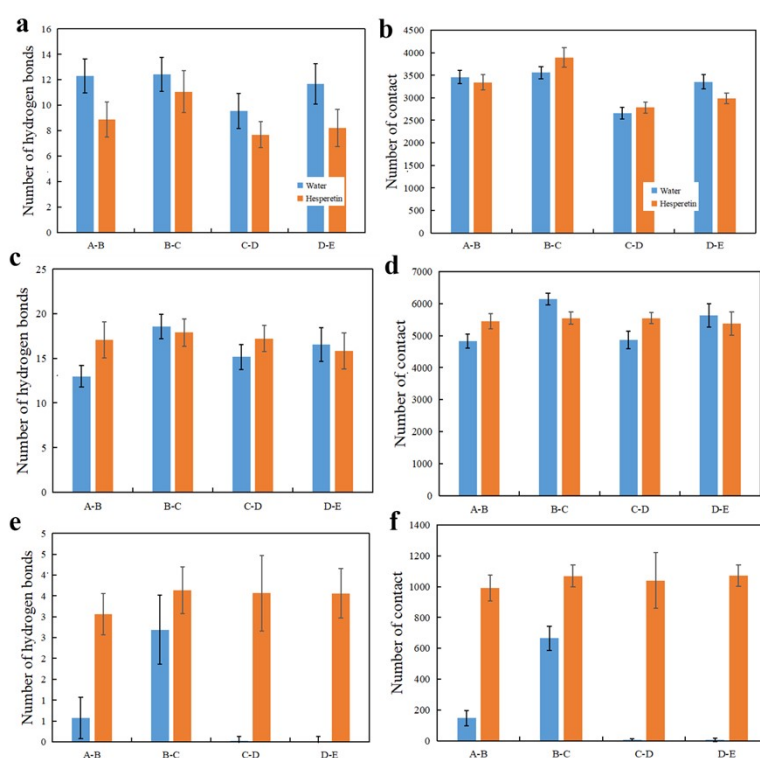 a
Number of hydrogen bonds
16
14
12
10
8
6
4
2
0
Water
Hesperetin
A-B B-C C-D D-E
b
Number of contact
4500
4000
3500
3000
2500
2000
1500
1000
500
0
Water
Hesperetin
A-B B-C C-D D-E
c
Number of hydrogen bonds
25
20
15
10
5
0
A-B B-C C-D D-E
d
Number of contact
7000
6000
5000
4000
3000
2000
1000
0
A-B B-C C-D D-E
e
Number of hydrogen bonds
5
5
4
4
3
3
2
2
1
1
0
A-B B-C C-D D-E
f
Number of contact
1400
1200
1000
800
600
400
200
0
A-B B-C C-D D-E